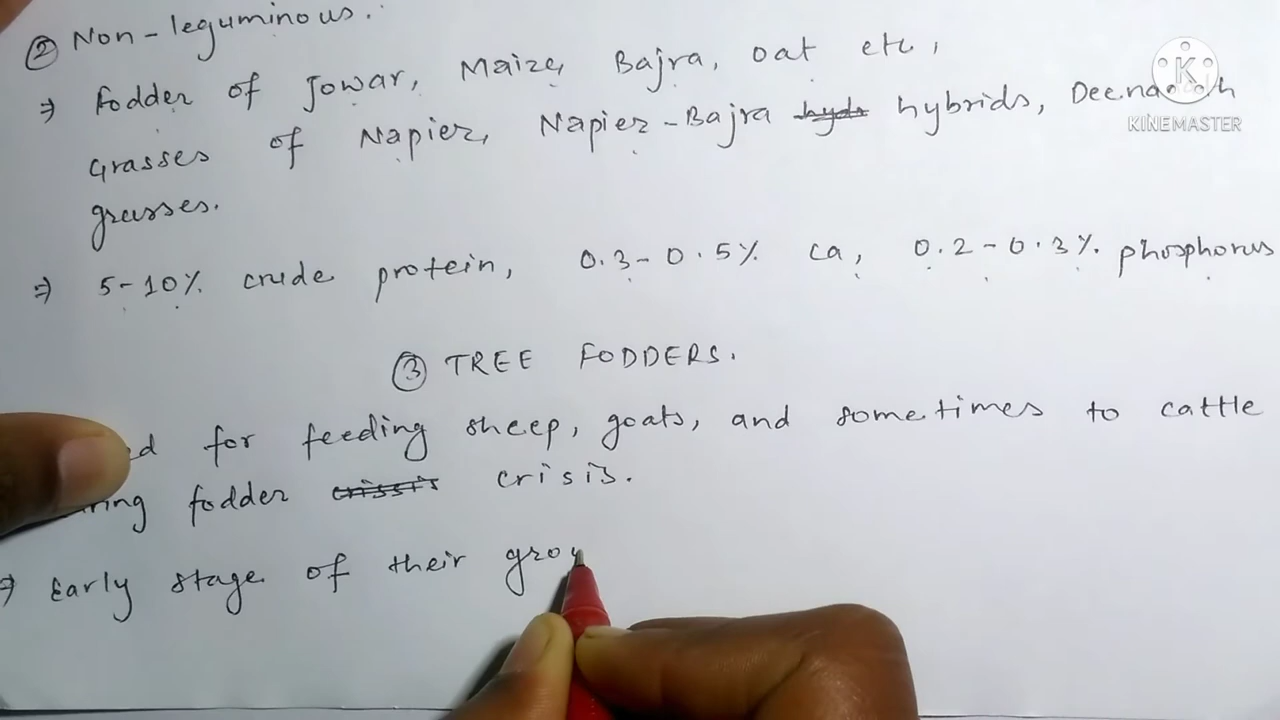 ② Non-leguminous.
⇒ Fodder of Jowar, Maize, Bajra, oat etc,
Grasses of Napier, Napier-Bajra hybrids,
grasses.
⇒ 5-10% crude protein, 0.3-0.5% ca, 0.2-0.3% phosphorus
③ TREE FODDERS.
for feeding sheep, goats, and sometimes to cattle
fodder crisis.
⇒ Early stage of their grow
K
KINEMASTER